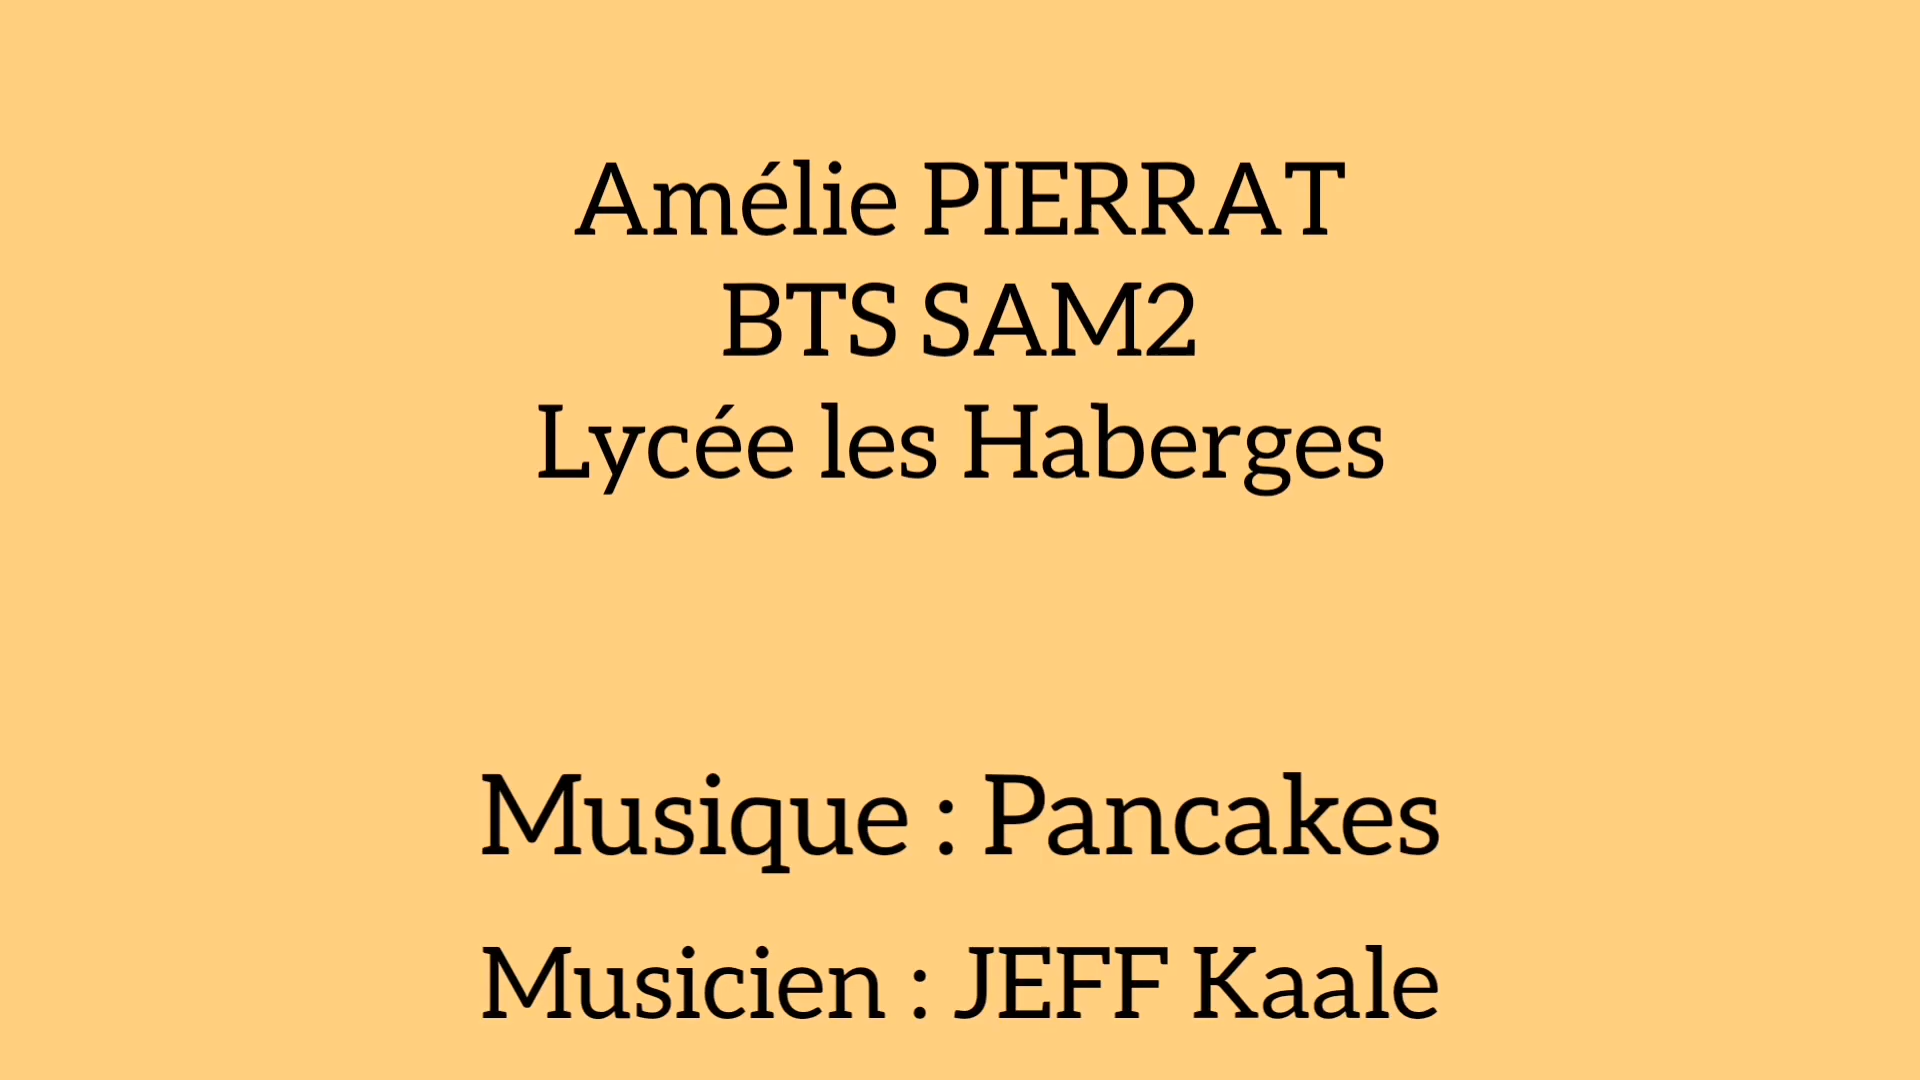 Amélie PIERRAT
BTS SAM2
Lycée les Haberges
Musique : Pancakes
Musicien : JEFF Kaale